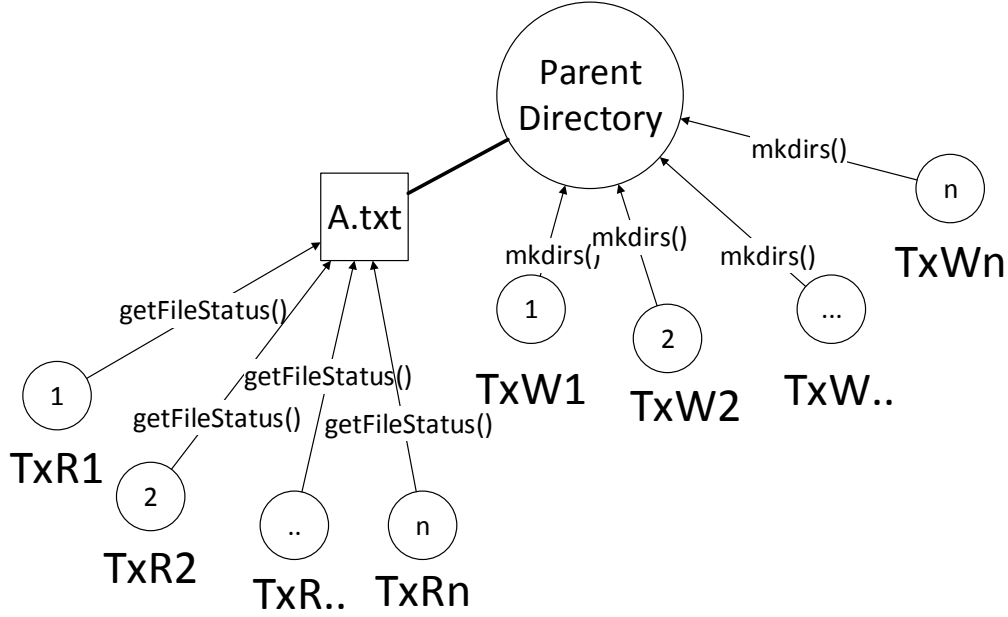 Parent
Directory
mkdirs()
n
TxWn
A.txt
mkdirs()
mkdirs()
mkdirs()
1
2
...
TxW1
TxW2
TxW..
getFileStatus()
getFileStatus()
getFileStatus()
getFileStatus()
1
2
..
n
TxR1
TxR2
TxR..
TxRn